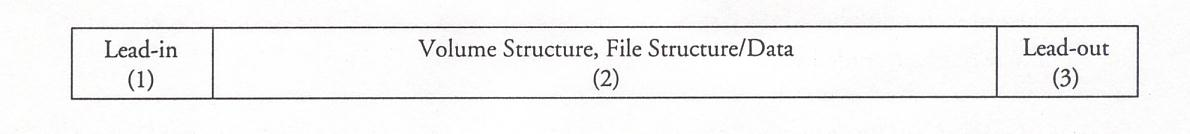 Lead-in
(1)
Volume Structure, File Structure/Data
(2)
Lead-out
(3)